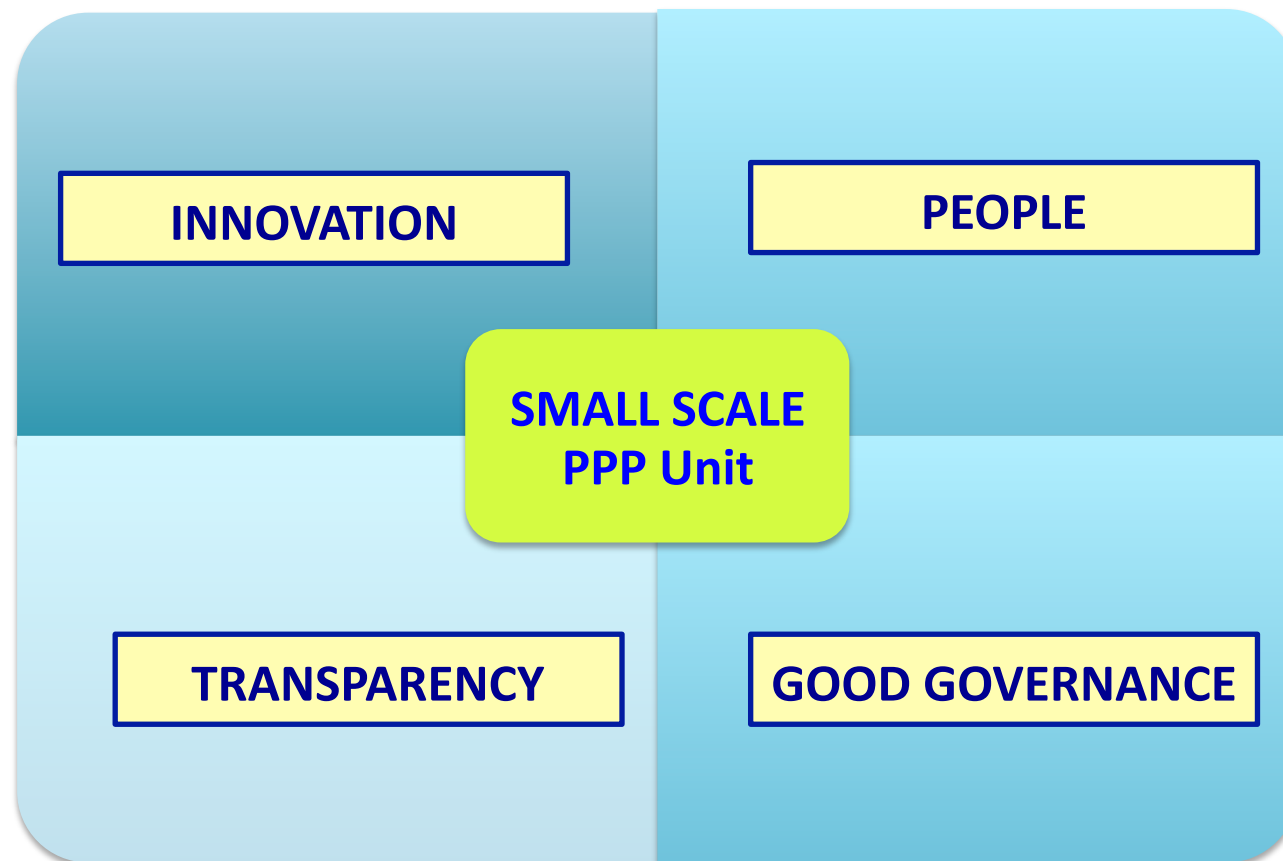 INNOVATION
PEOPLE
SMALL SCALE
PPP Unit
TRANSPARENCY
GOOD GOVERNANCE